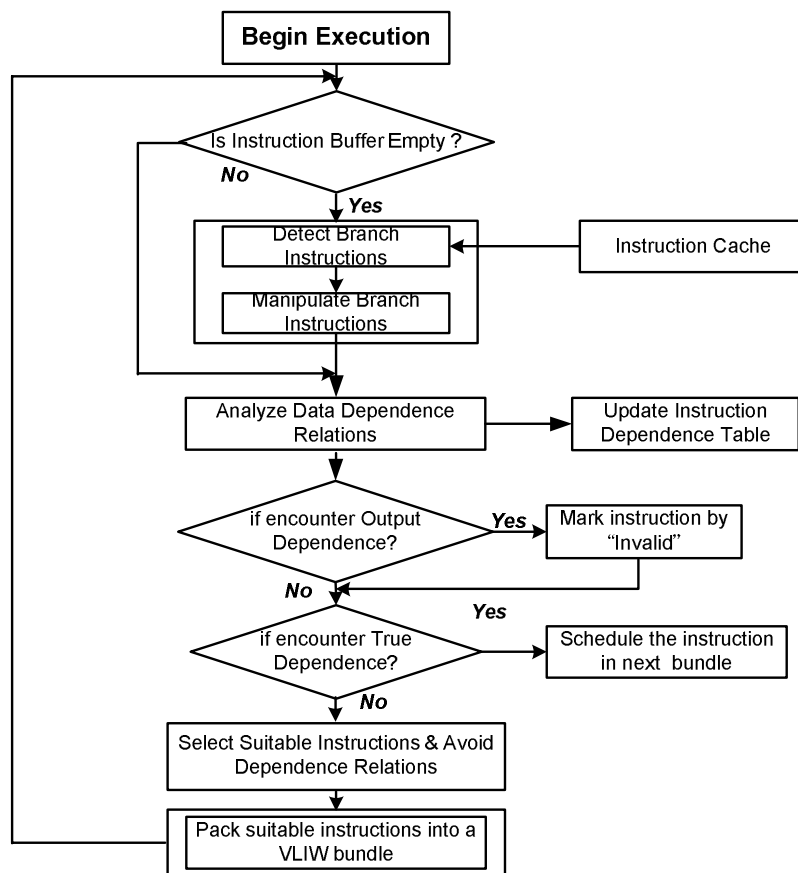 Begin Execution
Is Instruction Buffer Empty ?
No
Yes
Detect Branch
Instructions
Instruction Cache
Manipulate Branch
Instructions
Analyze Data Dependence
Relations
Update Instruction
Dependence Table
if encounter Output
Dependence?
Yes
Mark instruction by
“Invalid”
No
Yes
if encounter True
Dependence?
Schedule the instruction
in next bundle
No
Select Suitable Instructions & Avoid
Dependence Relations
Pack suitable instructions into a
VLIW bundle